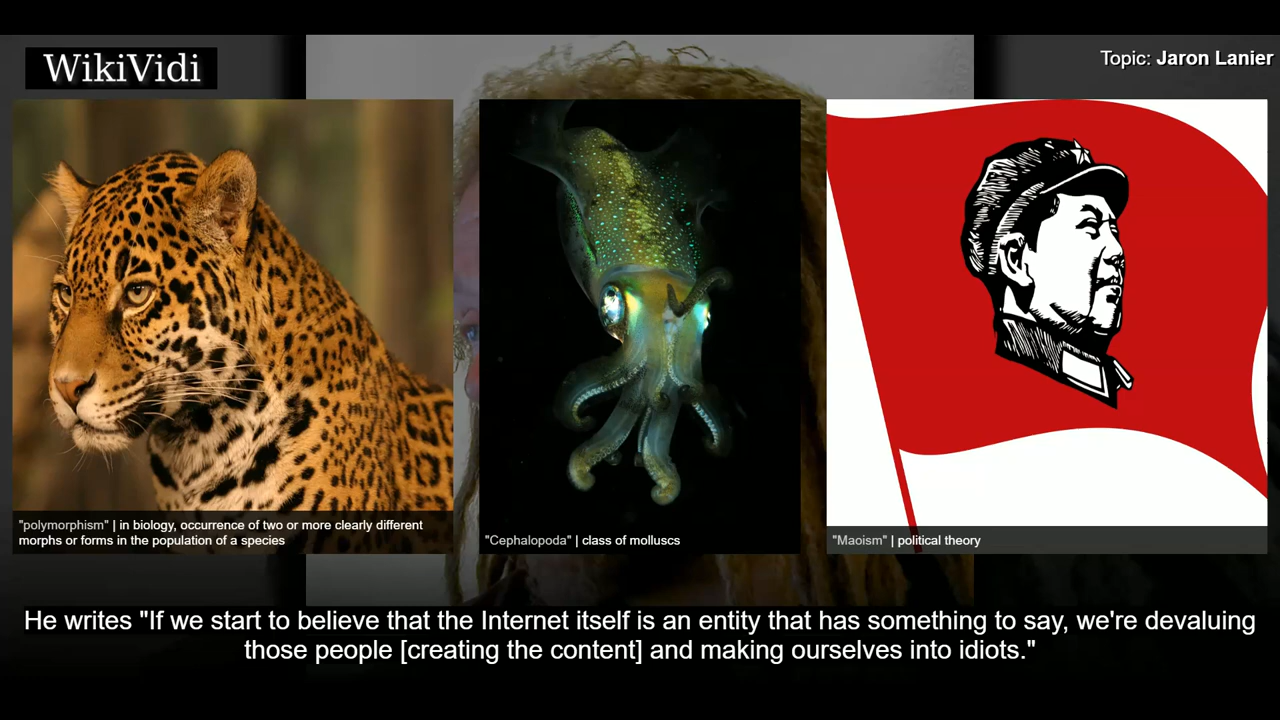 WikiVidi
Topic: Jaron Lanier
"polymorphism" | in biology, occurrence of two or more clearly different
morphs or forms in the population of a species
"Cephalopoda" | class of molluscs
"Maoism" | political theory
He writes "If we start to believe that the Internet itself is an entity that has something to say, we're devaluing
those people [creating the content] and making ourselves into idiots."